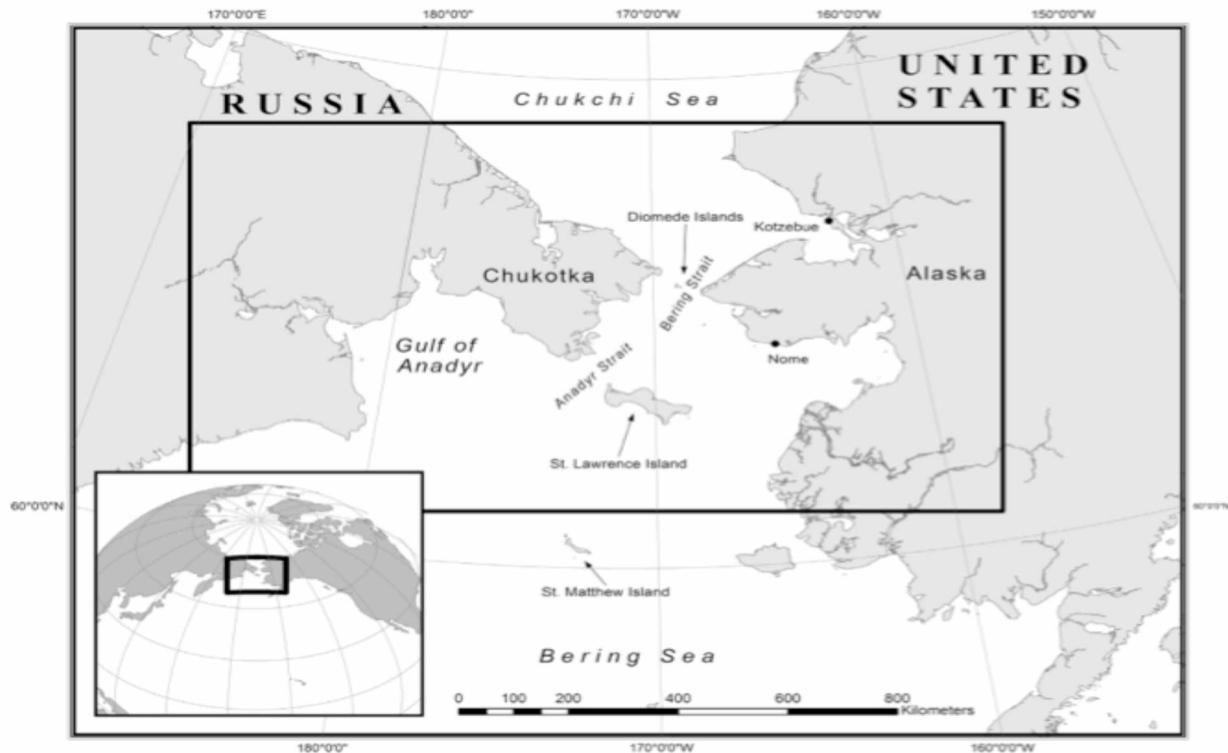 170°0'0"E 180°0'0" 170°0'0"W 160°0'0"W 150°0'0"W
UNITED
STATES
RUSSIA
Chukchi Sea
Diomede Islands
Kotzebue
Chukotka
Alaska
Bering Strait
Gulf of
Anadyr
Nome
Anadyr Strait
St. Lawrence Island
60°0'0"N
60°0'0"N
St. Matthew Island
Bering Sea
0 100 200 400 600 800
Kilometers
180°0'0" 170°0'0"W 160°0'0"W